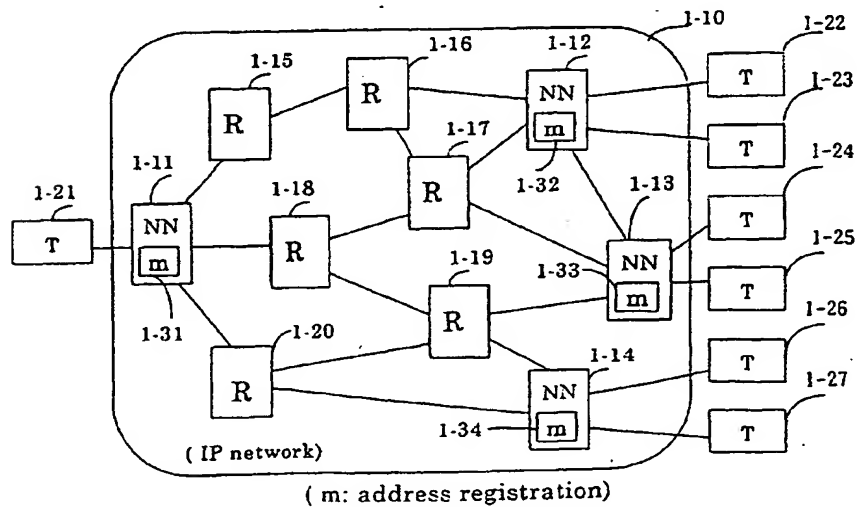 1-10
1-22
T
1-16
1-12
1-15
R
NN
m
1-23
T
R
1-17
1-32
1-24
T
1-11
1-21
T
NN
m
1-18
R
R
1-13
NN
1-33
m
1-25
T
1-19
R
1-31
1-20
R
1-26
T
1-14
NN
1-34
m
1-27
T
( IP network)
( m: address registration)